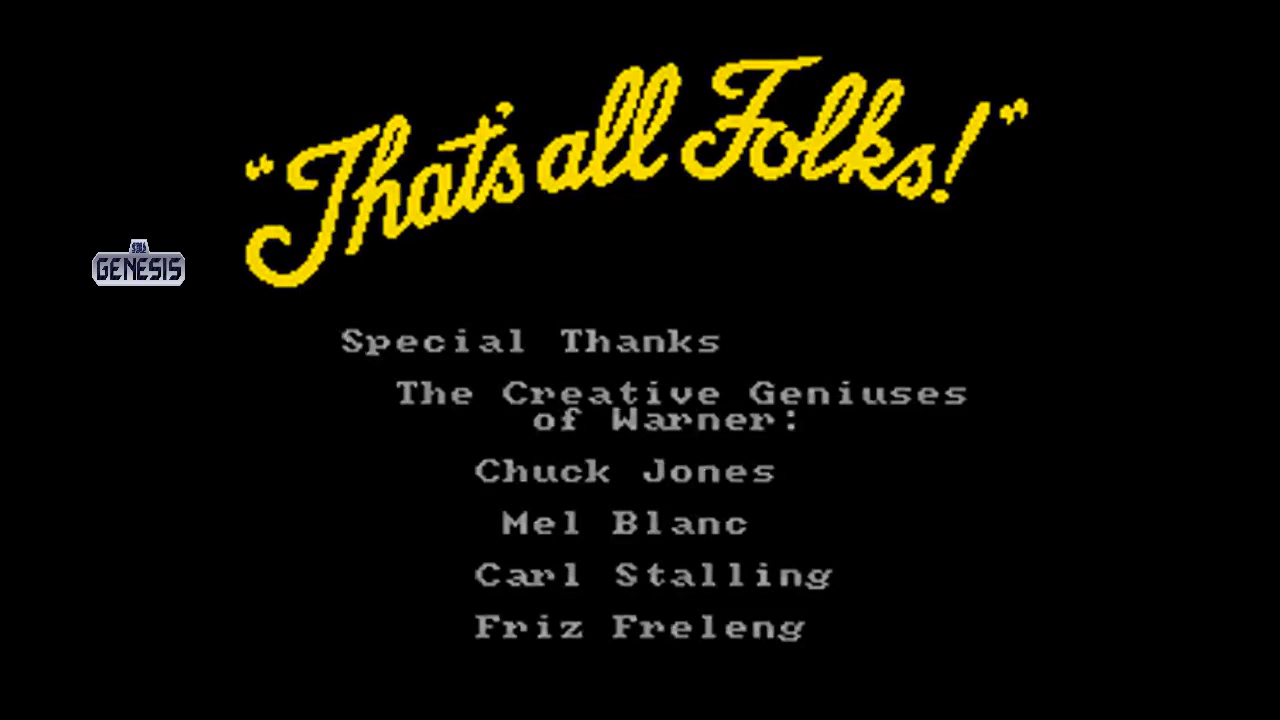 "That's all Folks!"
SEGA
GENESIS
Special Thanks
The Creative Geniuses
of Warner:
Chuck Jones
Mel Blanc
Carl Stalling
Friz Freleng